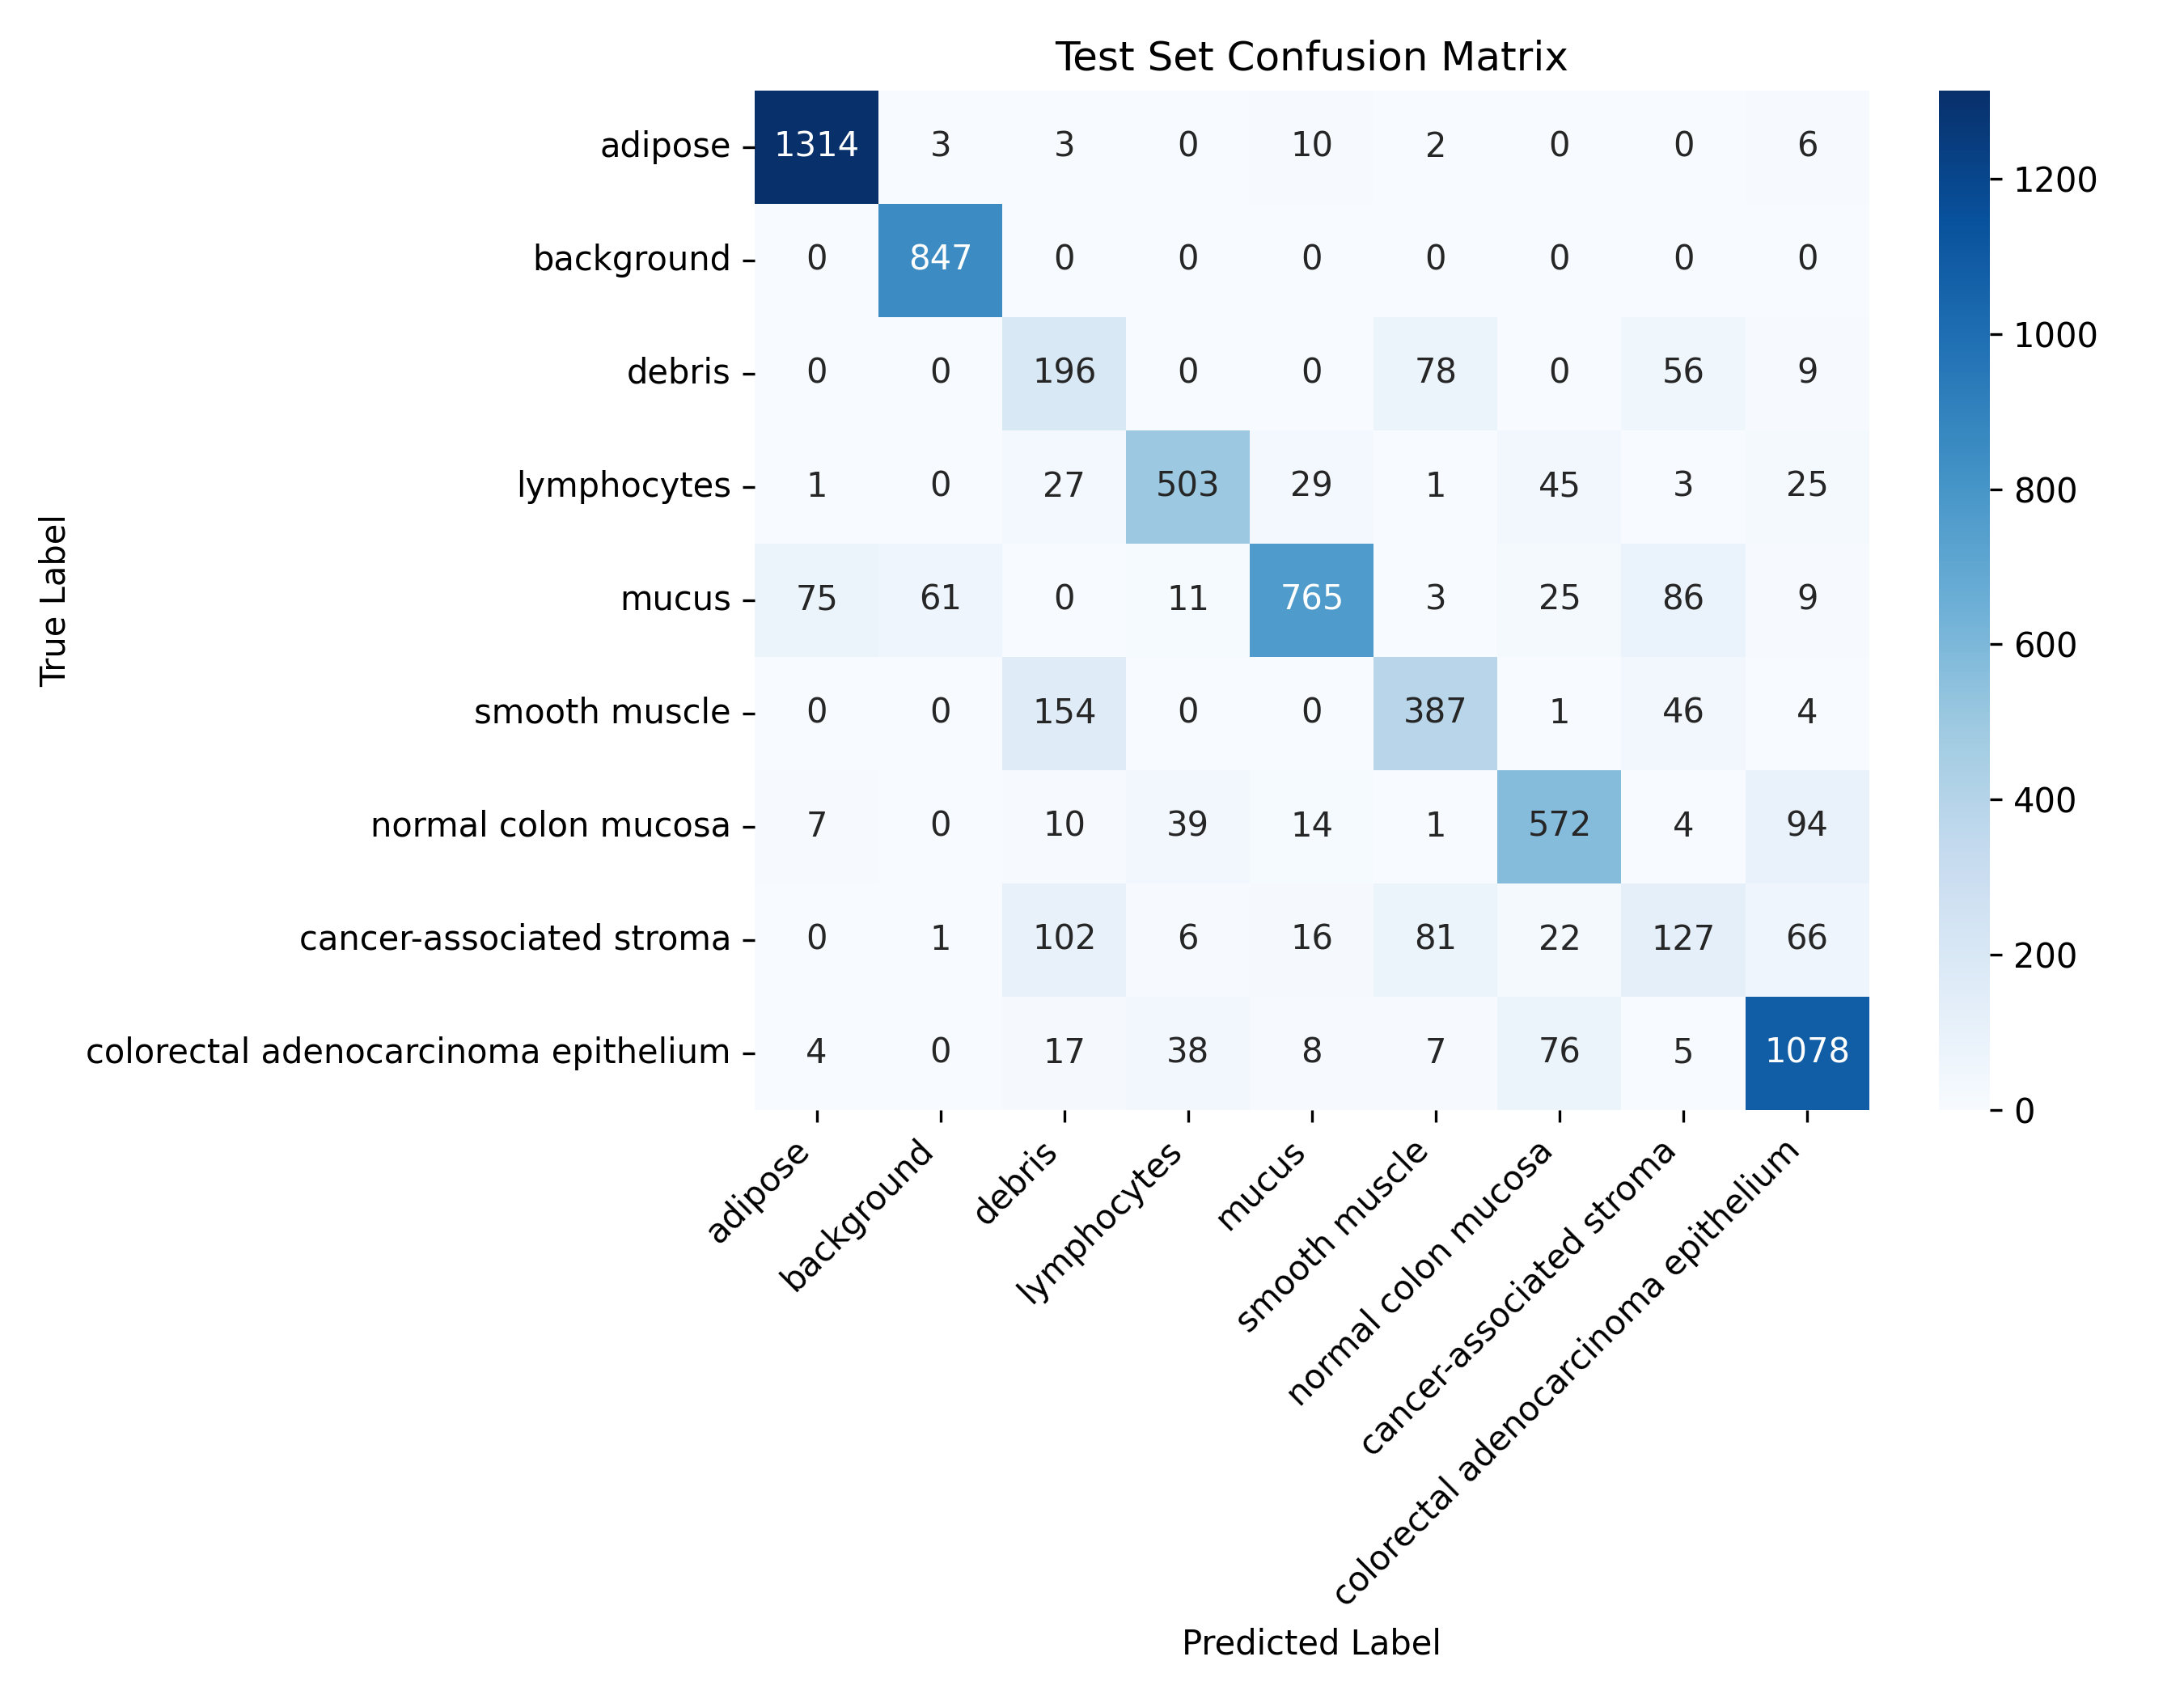 Test Set Confusion Matrix
adipose 1314 3 3 0 10 2 0 0 6
background 0 847 0 0 0 0 0 0 0
debris 0 0 196 0 0 78 0 56 9
lymphocytes 1 0 27 503 29 1 45 3 25
mucus 75 61 0 11 765 3 25 86 9
smooth muscle 0 0 154 0 0 387 1 46 4
normal colon mucosa 7 0 10 39 14 1 572 4 94
cancer-associated stroma 0 1 102 6 16 81 22 127 66
colorectal adenocarcinoma epithelium 4 0 17 38 8 7 76 5 1078
True Label
adipose
background
debris
lymphocytes
mucus
smooth muscle
normal colon mucosa
cancer-associated stroma
colorectal adenocarcinoma epithelium
Predicted Label
1200
1000
800
600
400
200
0